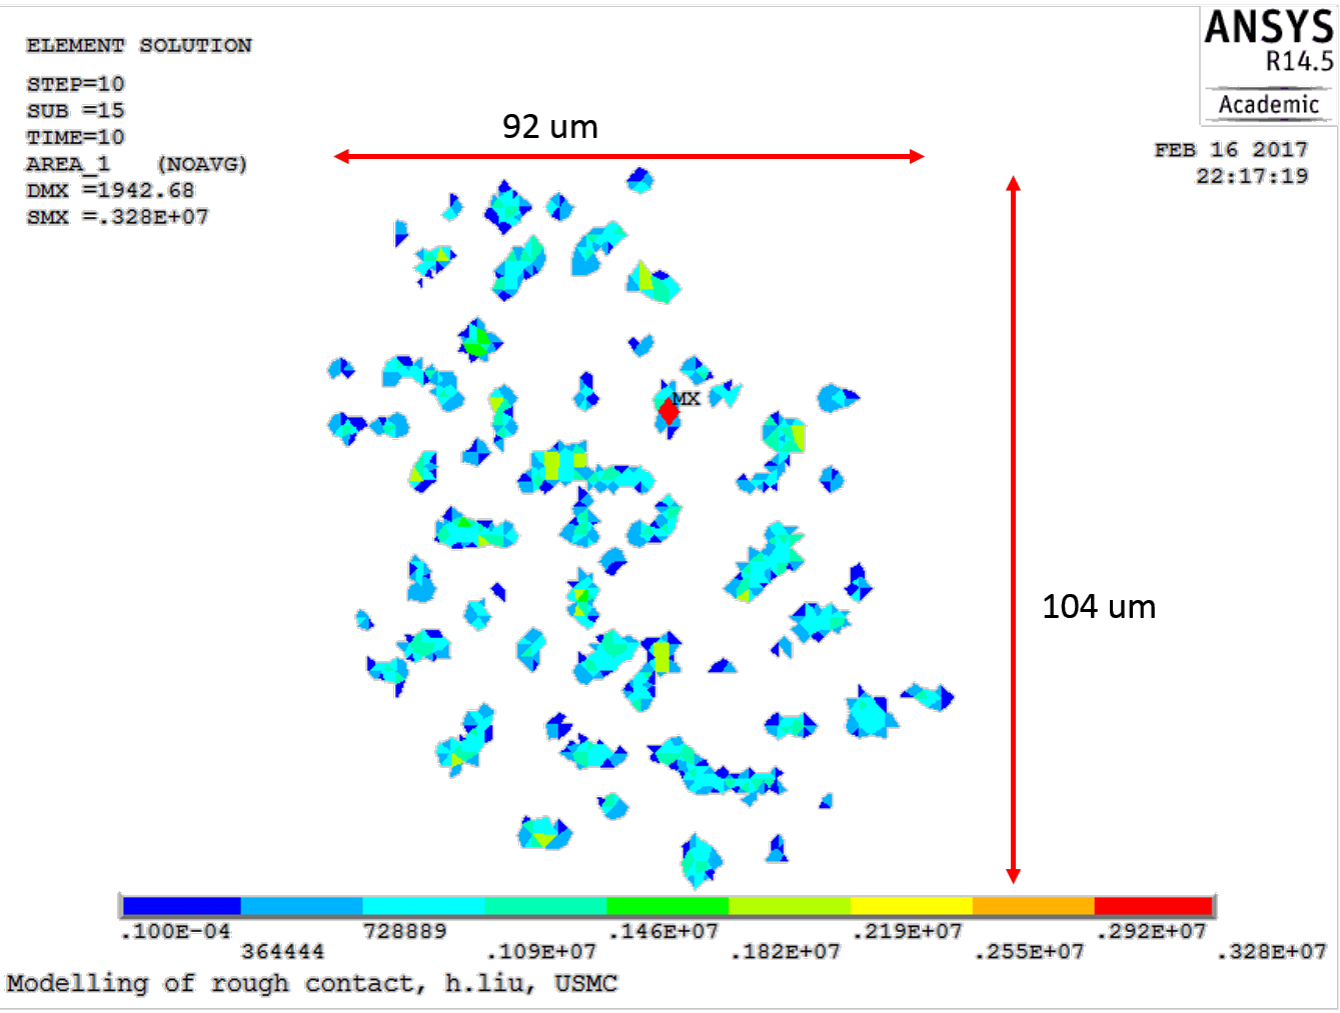 ANSYS
R14.5
Academic
ELEMENT SOLUTION
STEP=10
SUB =15
TIME=10
AREA_1 (NOAVG)
DMX =1942.68
SMX =.328E+07
FEB 16 2017
22:17:19
92 um
MX
104 um
.100E-04 728889 .146E+07 .219E+07 .292E+07
364444 .109E+07 .182E+07 .255E+07 .328E+07
Modelling of rough contact, h.liu, USMC